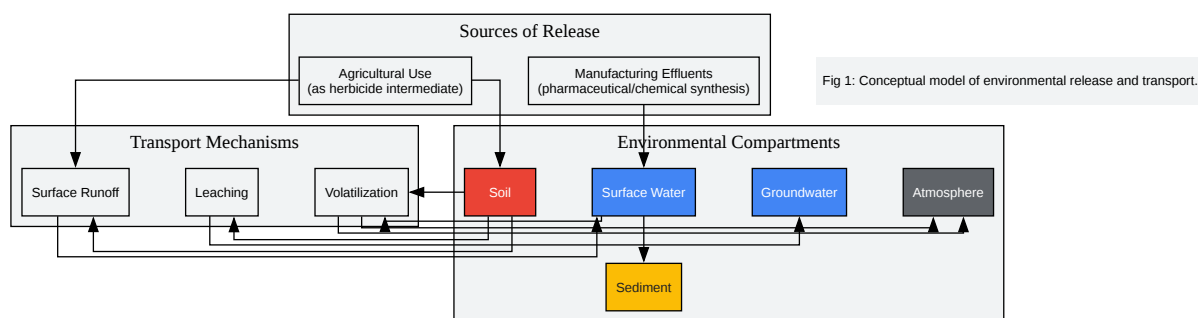 Sources of Release
Agricultural Use
(as herbicide intermediate)
Manufacturing Effluents
(pharmaceutical/chemical synthesis)
Fig 1: Conceptual model of environmental release and transport.
Transport Mechanisms
Surface Runoff
Leaching
Volatilization
Environmental Compartments
Soil
Surface Water
Groundwater
Atmosphere
Sediment